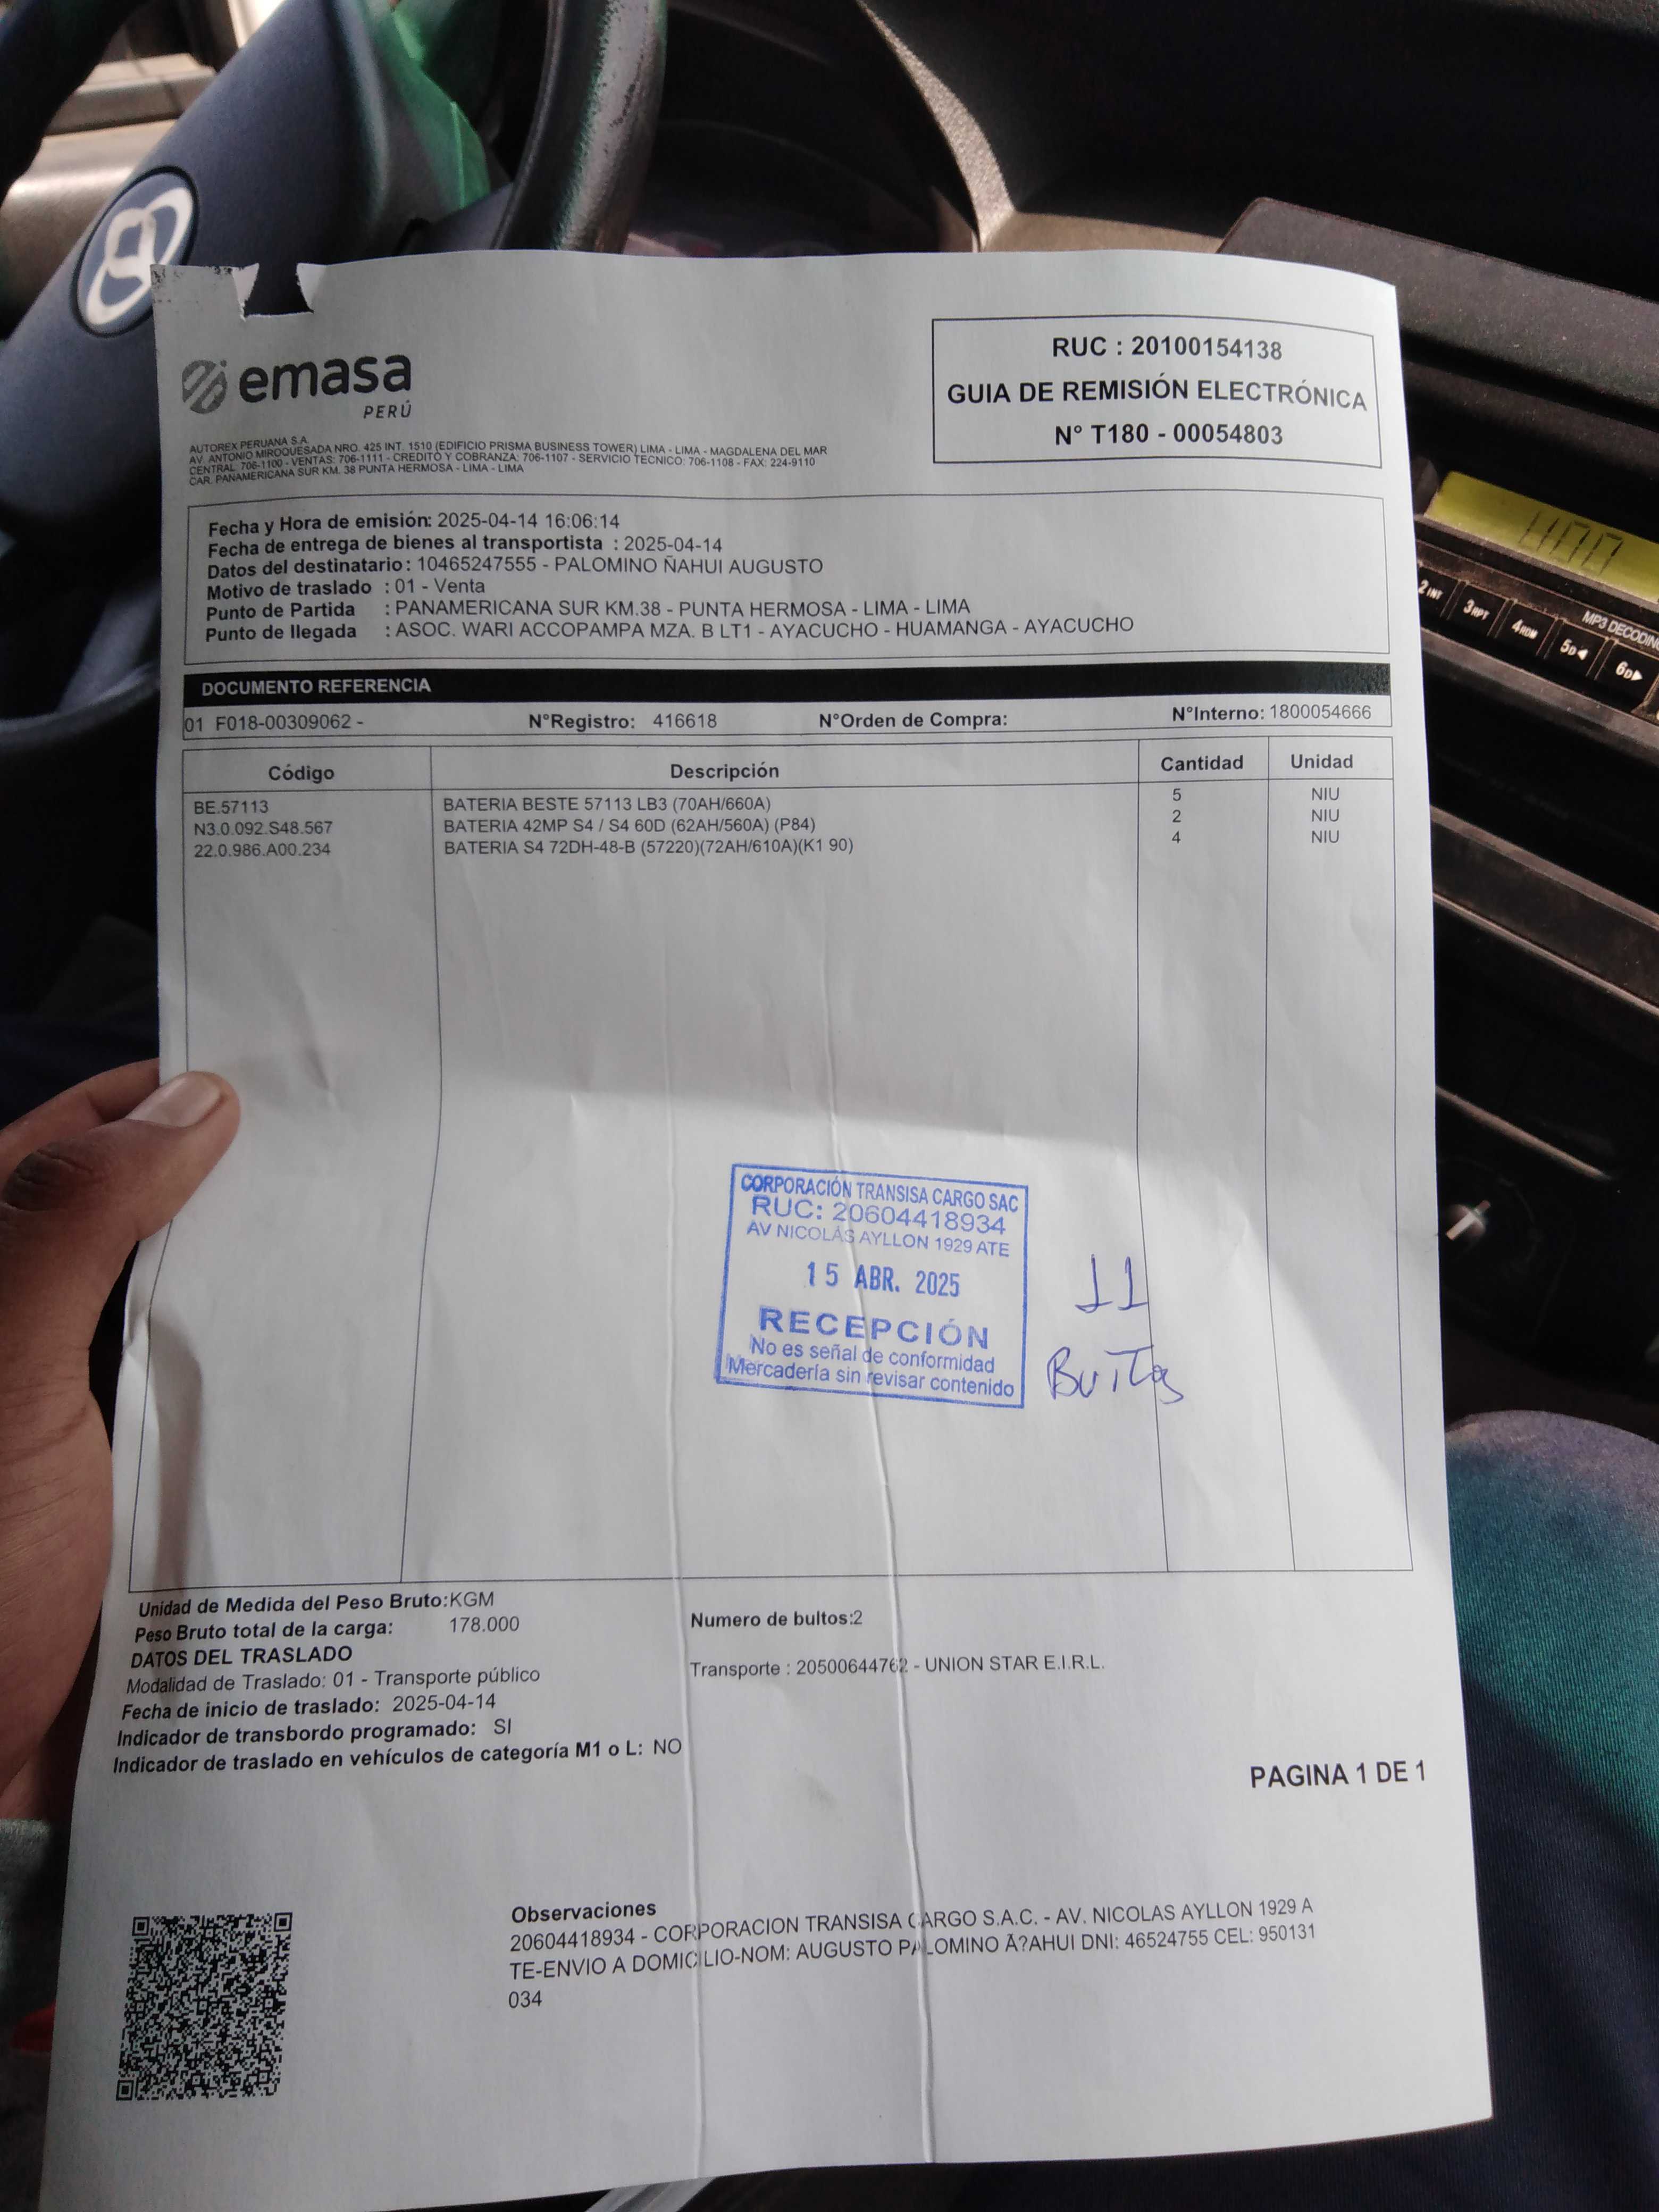 emasa
PERÚ
RUC : 20100154138
GUIA DE REMISIÓN ELECTRÓNICA
N° T180 - 00054803
AUTOREX PERUANA S.A.
AV. ANTONIO MIROQUESADA NRO. 425 INT. 1510 (EDIFICIO PRISMA BUSINESS TOWER) LIMA - LIMA - MAGDALENA DEL MAR
CENTRAL: 706-1100 - VENTAS: 706-1111 - CREDITO Y COBRANZA: 706-1107 - SERVICIO TECNICO: 706-1108 - FAX: 224-9110
CAR. PANAMERICANA SUR KM. 38 PUNTA HERMOSA - LIMA - LIMA
Fecha y Hora de emisión: 2025-04-14 16:06:14
Fecha de entrega de bienes al transportista : 2025-04-14
Datos del destinatario : 10465247555 - PALOMINO ÑAHUI AUGUSTO
Motivo de traslado : 01 - Venta
Punto de Partida : PANAMERICANA SUR KM.38 - PUNTA HERMOSA - LIMA - LIMA
Punto de llegada : ASOC. WARI ACCOPAMPA MZA. B LT1 - AYACUCHO - HUAMANGA - AYACUCHO
DOCUMENTO REFERENCIA
01 F018-00309062 - N°Registro: 416618 N°Orden de Compra: N°Interno: 1800054666
Código Descripción Cantidad Unidad
BE.57113 BATERIA BESTE 57113 LB3 (70AH/660A) 5 NIU
N3.0.092.S48.567 BATERIA 42MP S4 / S4 60D (62AH/560A) (P84) 2 NIU
22.0.986.A00.234 BATERIA S4 72DH-48-B (57220)(72AH/610A)(K1 90) 4 NIU
CORPORACIÓN TRANSISA CARGO SAC
RUC: 20604418934
AV NICOLÁS AYLLON 1929 ATE
15 ABR. 2025
RECEPCIÓN
No es señal de conformidad
Mercadería sin revisar contenido
11
Bultos
Unidad de Medida del Peso Bruto:KGM
Peso Bruto total de la carga: 178.000
Numero de bultos:2
DATOS DEL TRASLADO
Modalidad de Traslado: 01 - Transporte público
Transporte : 20500644762 - UNION STAR E.I.R.L.
Fecha de inicio de traslado: 2025-04-14
Indicador de transbordo programado: SI
Indicador de traslado en vehículos de categoría M1 o L: NO
PAGINA 1 DE 1
Observaciones
20604418934 - CORPORACION TRANSISA CARGO S.A.C. - AV. NICOLAS AYLLON 1929 A
TE-ENVIO A DOMICILIO-NOM: AUGUSTO PALOMINO Ã?AHUI DNI: 46524755 CEL: 950131
034
2 INT
3 RPT
4 RDM
5 D◄
6 D►
MP3 DECODING